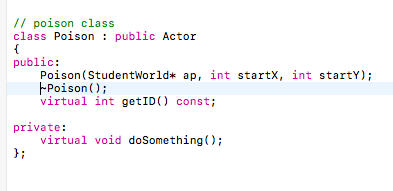 // poison class
class Poison : public Actor
{
public:
    Poison(StudentWorld* ap, int startX, int startY);
    ~Poison();
    virtual int getID() const;

private:
    virtual void doSomething();
};